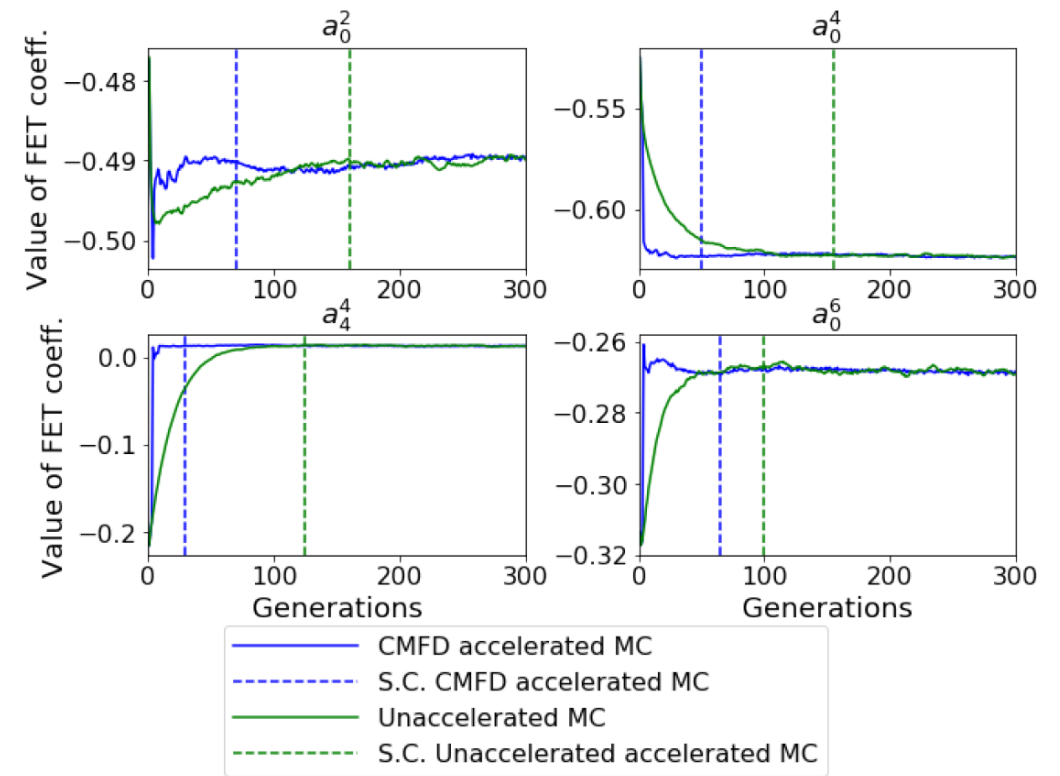 a_0^2
a_0^4
Value of FET coeff.
−0.48
−0.49
−0.50
0 100 200 300
−0.55
−0.60
0 100 200 300
a_4^4
a_0^6
Value of FET coeff.
0.0
−0.1
−0.2
0 100 200 300
Generations
−0.26
−0.28
−0.30
−0.32
0 100 200 300
Generations
CMFD accelerated MC
S.C. CMFD accelerated MC
Unaccelerated MC
S.C. Unaccelerated accelerated MC